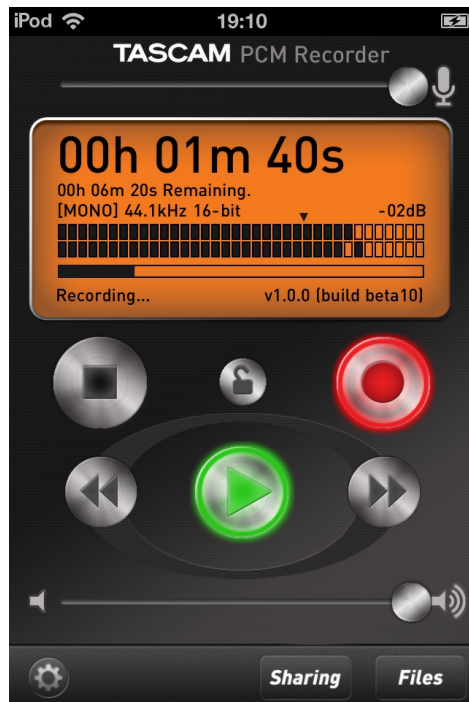 iPod 19:10
TASCAM PCM Recorder
00h 01m 40s
00h 06m 20s Remaining.
[MONO] 44.1kHz 16-bit -02dB
Recording... v1.0.0 (build beta10)
Sharing Files